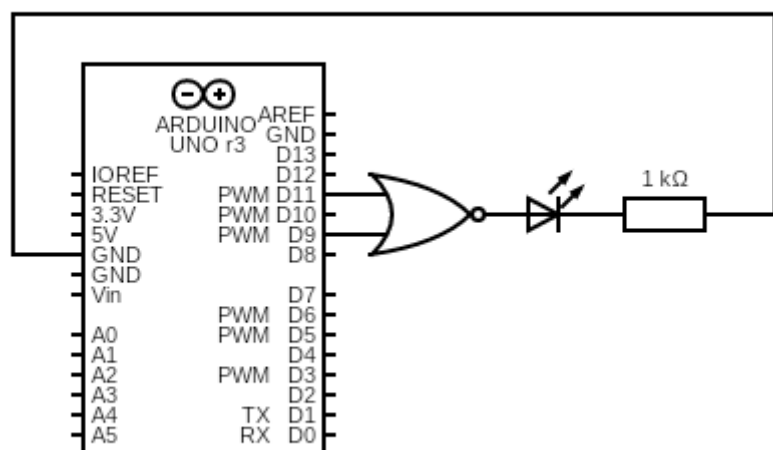 ARDUINO
UNO r3
AREF
GND
D13
IOREF D12
RESET PWM D11
3.3V PWM D10
5V PWM D9
GND D8
GND
Vin D7
PWM D6
A0 PWM D5
A1 D4
A2 PWM D3
A3 D2
A4 TX D1
A5 RX D0
1 kΩ